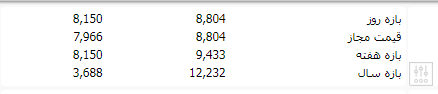 بازه روز 8,804 8,150
قیمت مجاز 8,804 7,966
بازه هفته 9,433 8,150
بازه سال 12,232 3,688